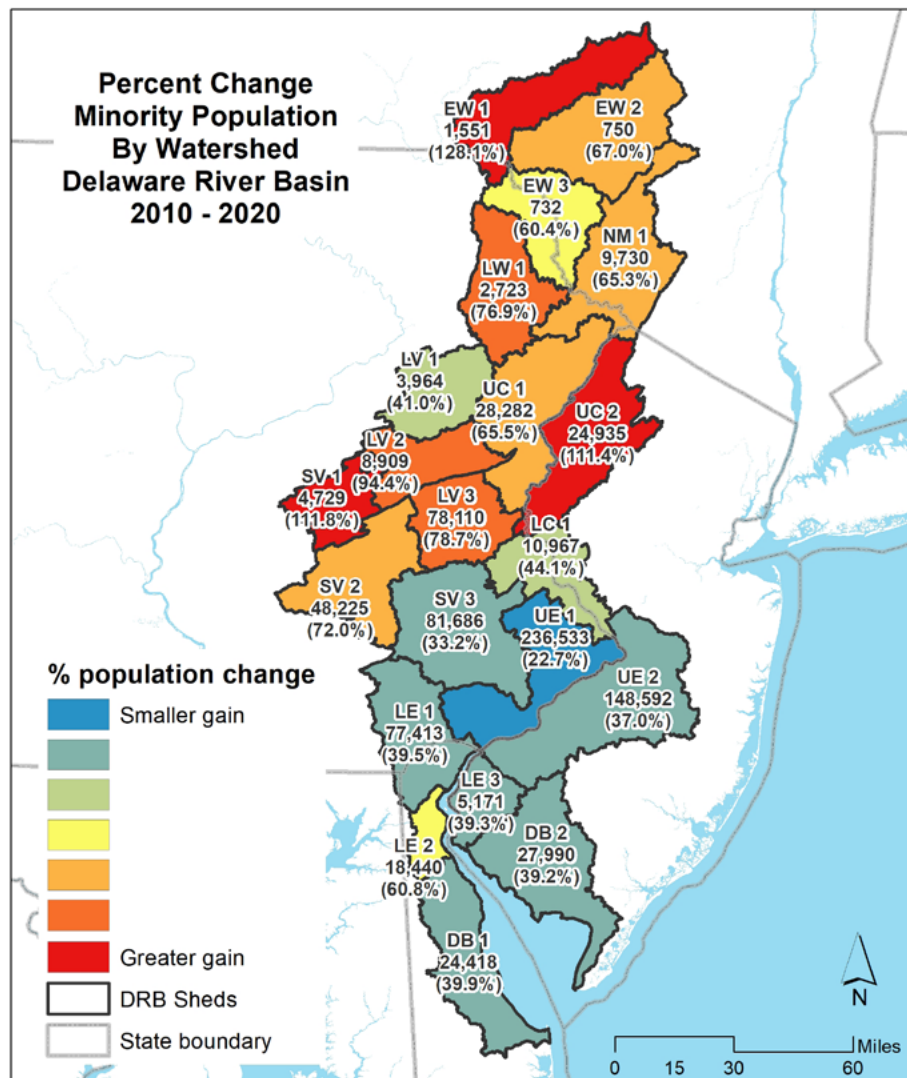 Percent Change
Minority Population
By Watershed
Delaware River Basin
2010 - 2020
EW 1
1,551
(128.1%)
EW 2
750
(67.0%)
EW 3
732
(60.4%)
NM 1
9,730
(65.3%)
LW 1
2,723
(76.9%)
LV 1
3,964
(41.0%)
UC 1
28,282
(65.5%)
UC 2
24,935
(111.4%)
LV 2
8,909
(94.4%)
SV 1
4,729
(111.8%)
LV 3
78,110
(78.7%)
LC 1
10,967
(44.1%)
SV 2
48,225
(72.0%)
SV 3
81,686
(33.2%)
UE 1
236,533
(22.7%)
UE 2
148,592
(37.0%)
LE 1
77,413
(39.5%)
LE 3
5,171
(39.3%)
LE 2
18,440
(60.8%)
DB 2
27,990
(39.2%)
DB 1
24,418
(39.9%)
% population change
Smaller gain
Greater gain
DRB Sheds
State boundary
N
Miles
0 15 30 60